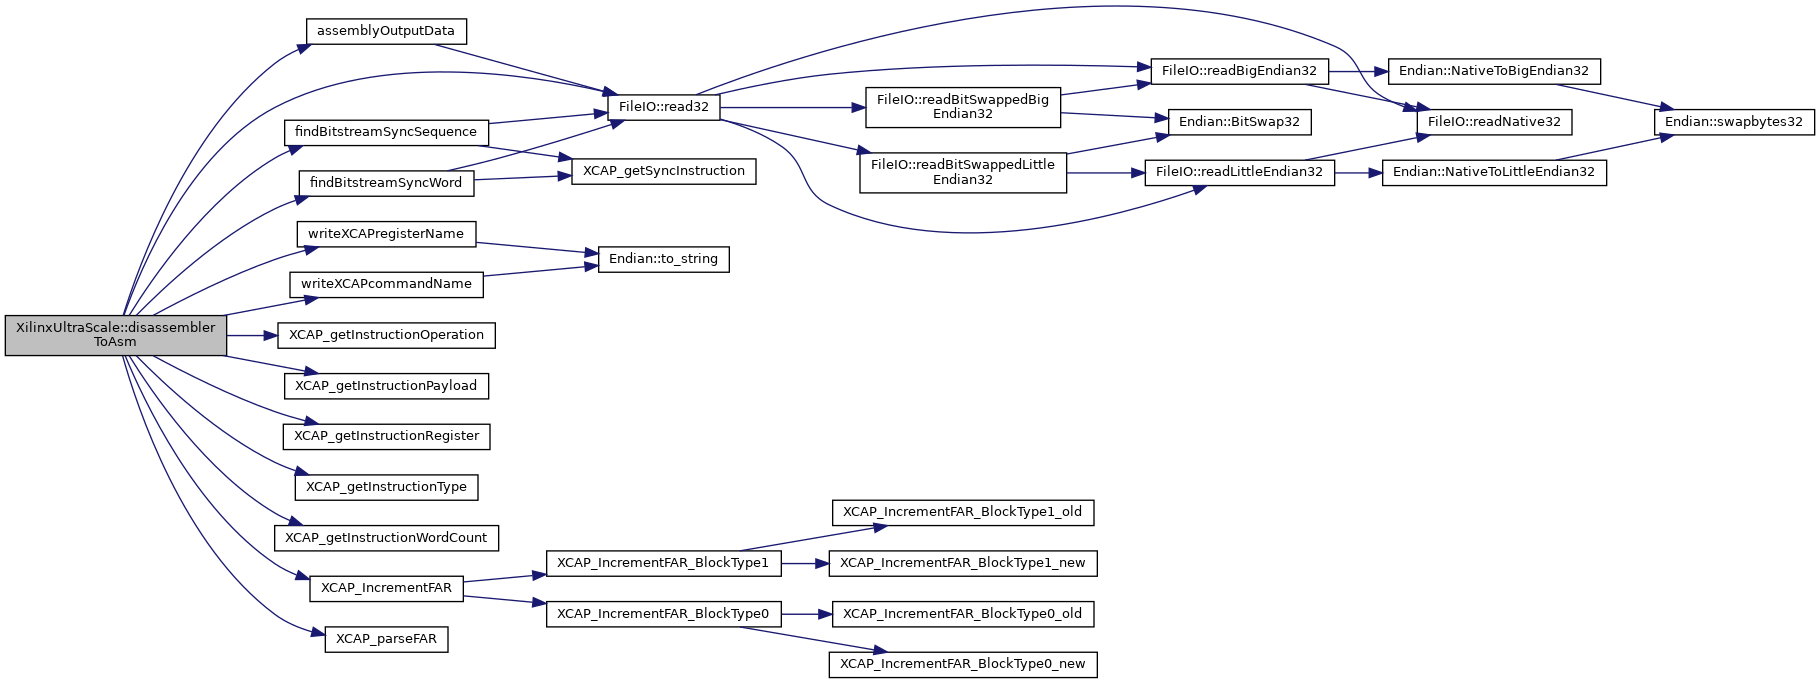 XilinxUltraScale::disassembler
ToAsm
assemblyOutputData
findBitstreamSyncSequence
findBitstreamSyncWord
writeXCAPregisterName
writeXCAPcommandName
XCAP_getInstructionOperation
XCAP_getInstructionPayload
XCAP_getInstructionRegister
XCAP_getInstructionType
XCAP_getInstructionWordCount
XCAP_IncrementFAR
XCAP_parseFAR
FileIO::read32
XCAP_getSyncInstruction
Endian::to_string
XCAP_IncrementFAR_BlockType1
XCAP_IncrementFAR_BlockType0
FileIO::readBitSwappedBig
Endian32
FileIO::readBitSwappedLittle
Endian32
XCAP_IncrementFAR_BlockType1_old
XCAP_IncrementFAR_BlockType1_new
XCAP_IncrementFAR_BlockType0_old
XCAP_IncrementFAR_BlockType0_new
FileIO::readBigEndian32
Endian::BitSwap32
FileIO::readLittleEndian32
Endian::NativeToBigEndian32
FileIO::readNative32
Endian::NativeToLittleEndian32
Endian::swapbytes32